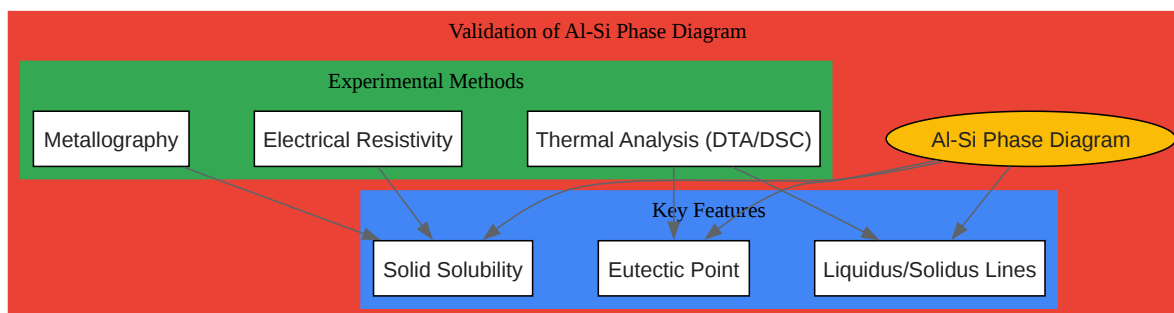 Validation of Al-Si Phase Diagram
Experimental Methods
Metallography
Electrical Resistivity
Thermal Analysis (DTA/DSC)
Al-Si Phase Diagram
Key Features
Solid Solubility
Eutectic Point
Liquidus/Solidus Lines